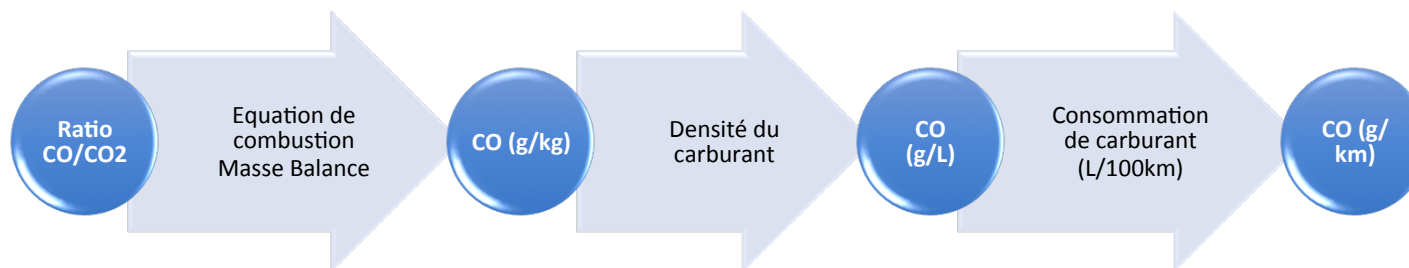 Ratio
CO/CO2
Equation de
combustion
Masse Balance
CO (g/kg)
Densité du
carburant
CO
(g/L)
Consommation
de carburant
(L/100km)
CO (g/
km)